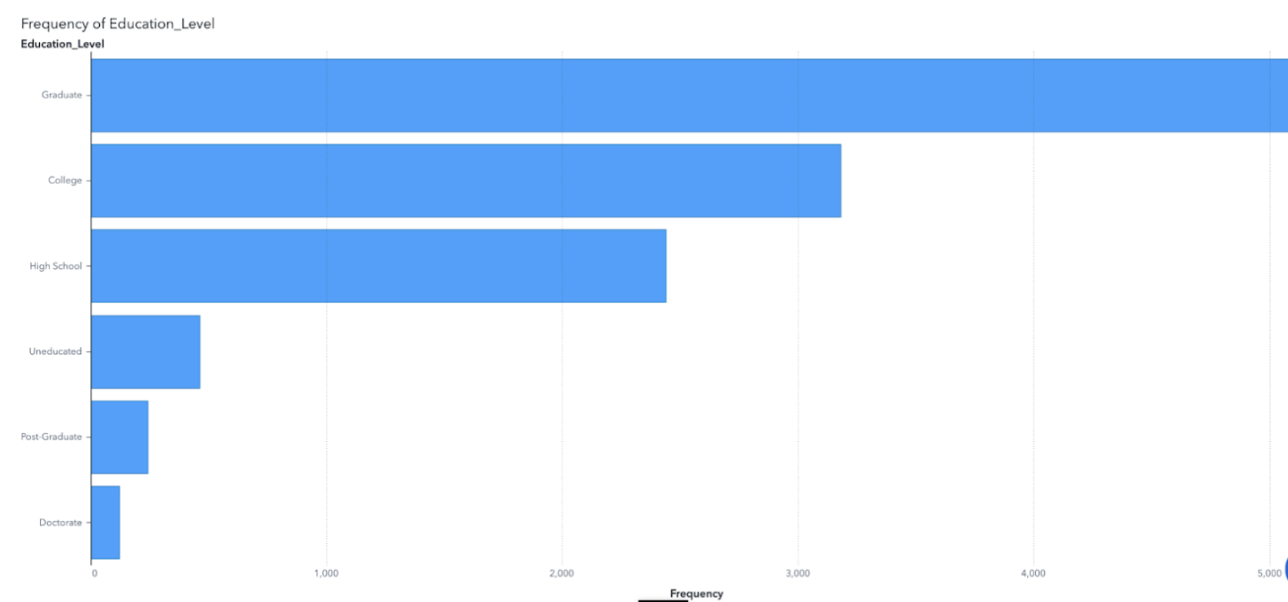 Frequency of Education_Level
Education_Level
Graduate
College
High School
Uneducated
Post-Graduate
Doctorate
0 1,000 2,000 3,000 4,000 5,000
Frequency